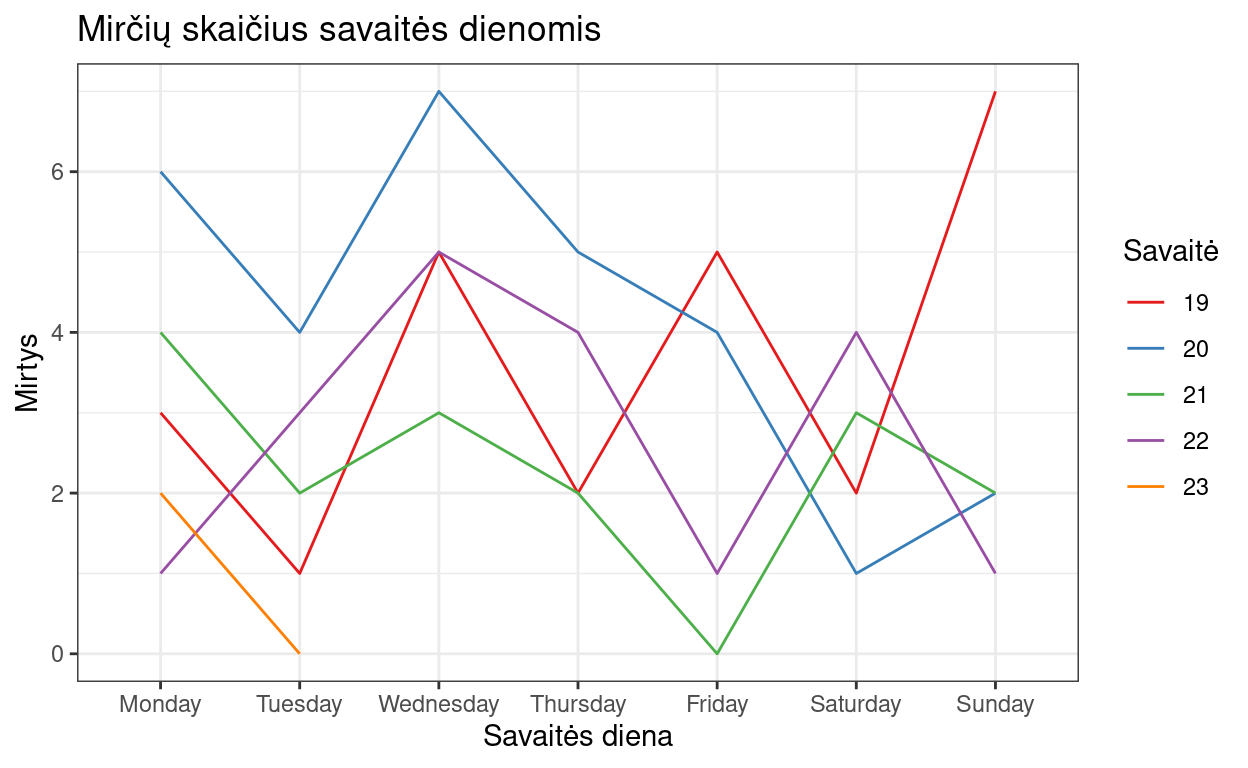 Mirčių skaičius savaitės dienomis
Mirtys
6
4
2
0
Monday Tuesday Wednesday Thursday Friday Saturday Sunday
Savaitės diena
Savaitė
19
20
21
22
23